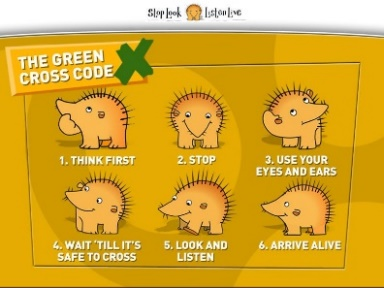 Stop Look Listen Live
THE GREEN
CROSS CODE
1. THINK FIRST
2. STOP
3. USE YOUR
EYES AND EARS
4. WAIT 'TILL IT'S
SAFE TO CROSS
5. LOOK AND
LISTEN
6. ARRIVE ALIVE